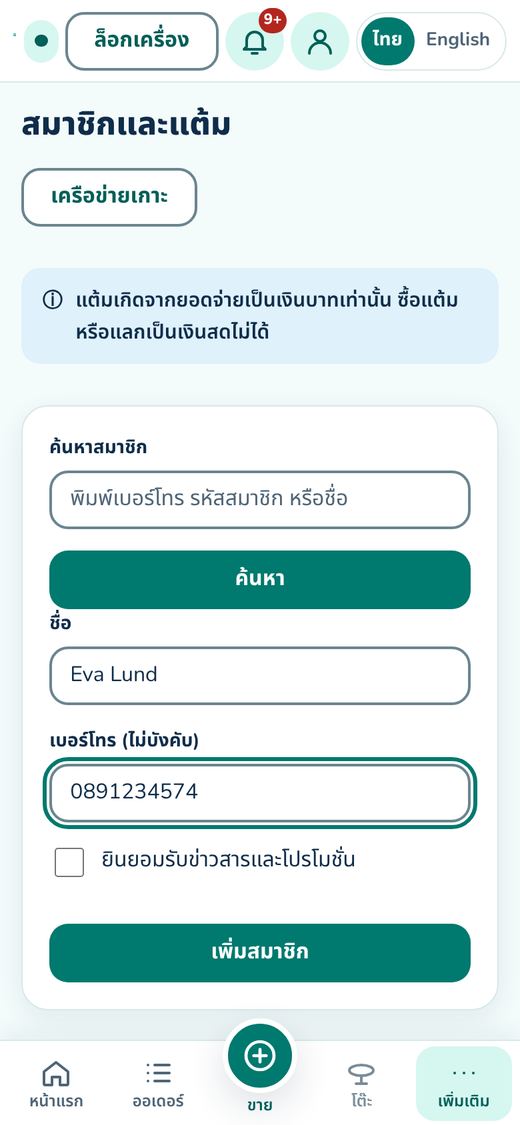 ล็อกเครื่อง
9+
ไทย
English
สมาชิกและแต้ม
เครือข่ายเกาะ
แต้มเกิดจากยอดจ่ายเป็นเงินบาทเท่านั้น ซื้อแต้ม
หรือแลกเป็นเงินสดไม่ได้
ค้นหาสมาชิก
พิมพ์เบอร์โทร รหัสสมาชิก หรือชื่อ
ค้นหา
ชื่อ
Eva Lund
เบอร์โทร (ไม่บังคับ)
0891234574
ยินยอมรับข่าวสารและโปรโมชั่น
เพิ่มสมาชิก
หน้าแรก
ออเดอร์
ขาย
โต๊ะ
เพิ่มเติม